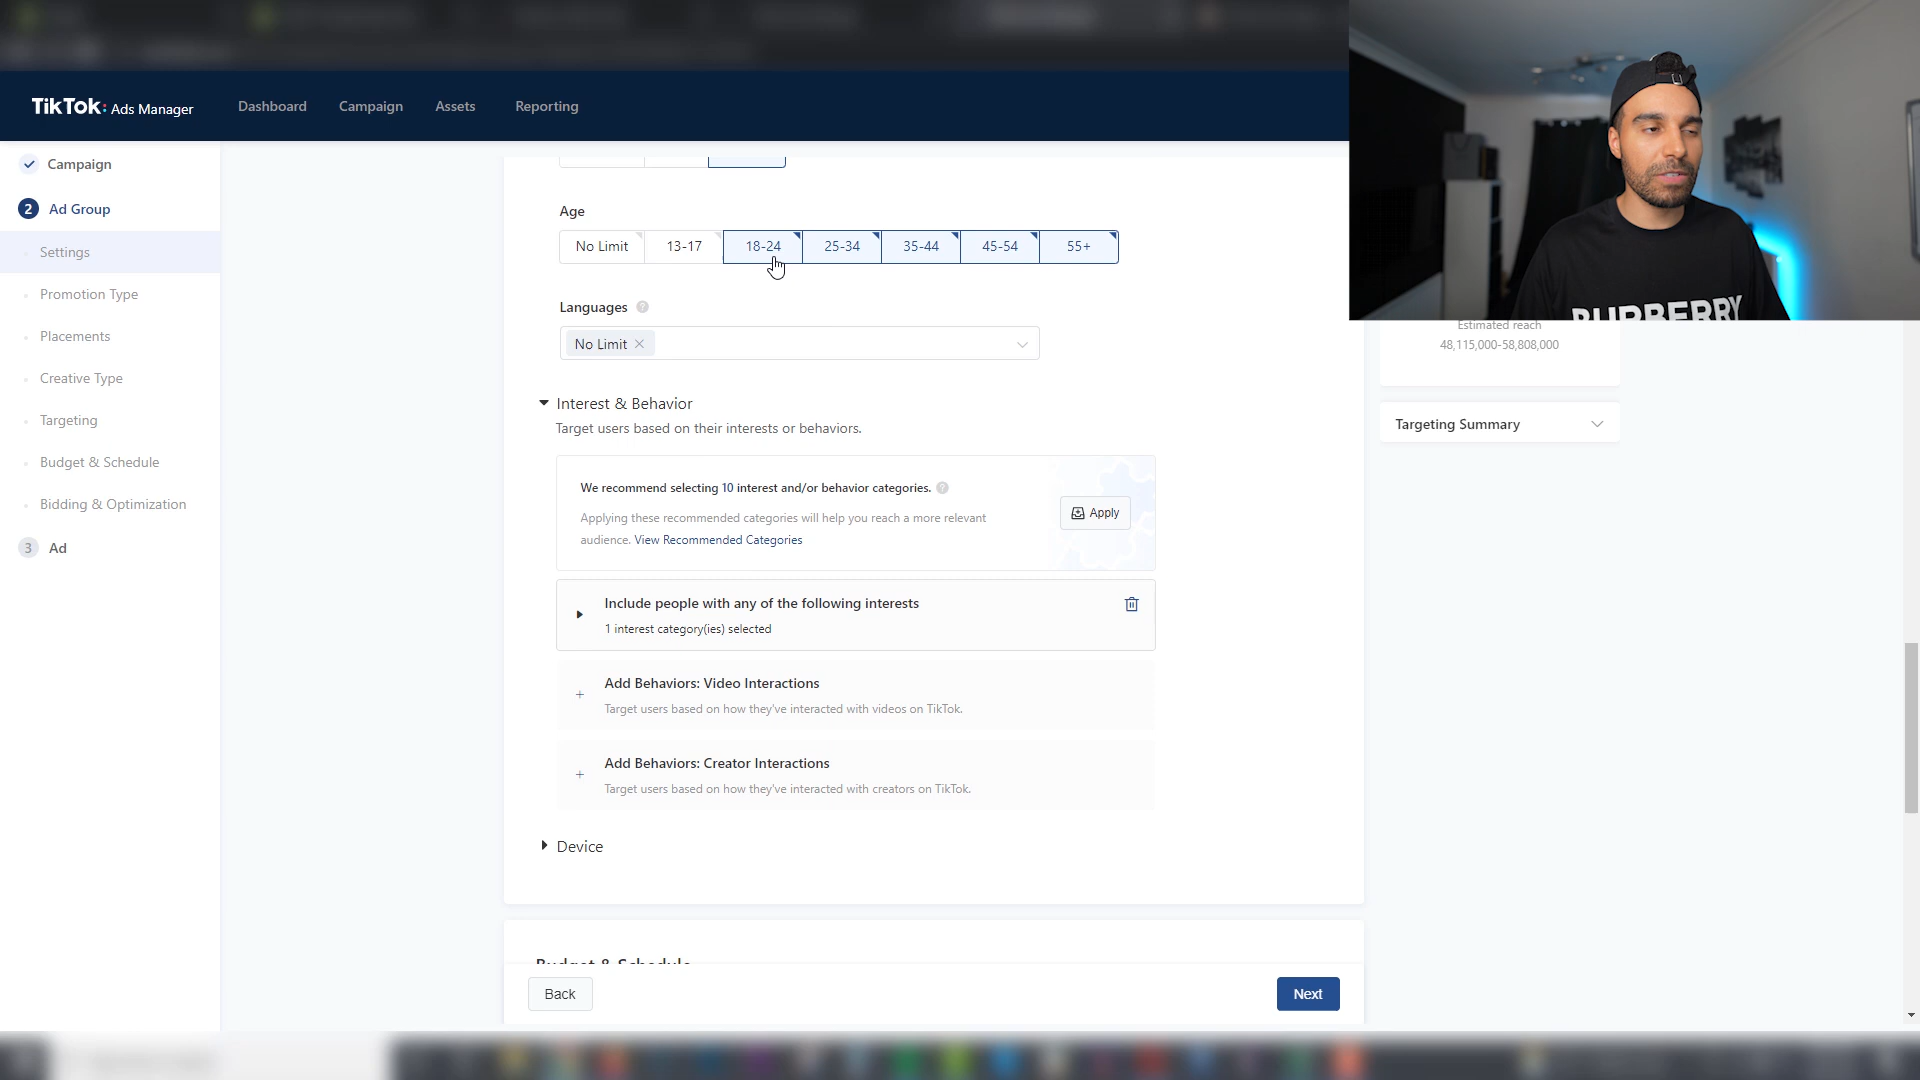 TikTok: Ads Manager
Dashboard
Campaign
Assets
Reporting
Campaign
2 Ad Group
Settings
Promotion Type
Placements
Creative Type
Targeting
Budget & Schedule
Bidding & Optimization
3 Ad
Age
No Limit 13-17 18-24 25-34 35-44 45-54 55+
Languages ?
No Limit
Interest & Behavior
Target users based on their interests or behaviors.
We recommend selecting 10 interest and/or behavior categories. ?
Applying these recommended categories will help you reach a more relevant
audience. View Recommended Categories
Apply
Include people with any of the following interests
1 interest category(ies) selected
Add Behaviors: Video Interactions
Target users based on how they've interacted with videos on TikTok.
Add Behaviors: Creator Interactions
Target users based on how they've interacted with creators on TikTok.
Device
Budget & Schedule
Back
Next
BURBERRY
Estimated reach
48,115,000-58,808,000
Targeting Summary